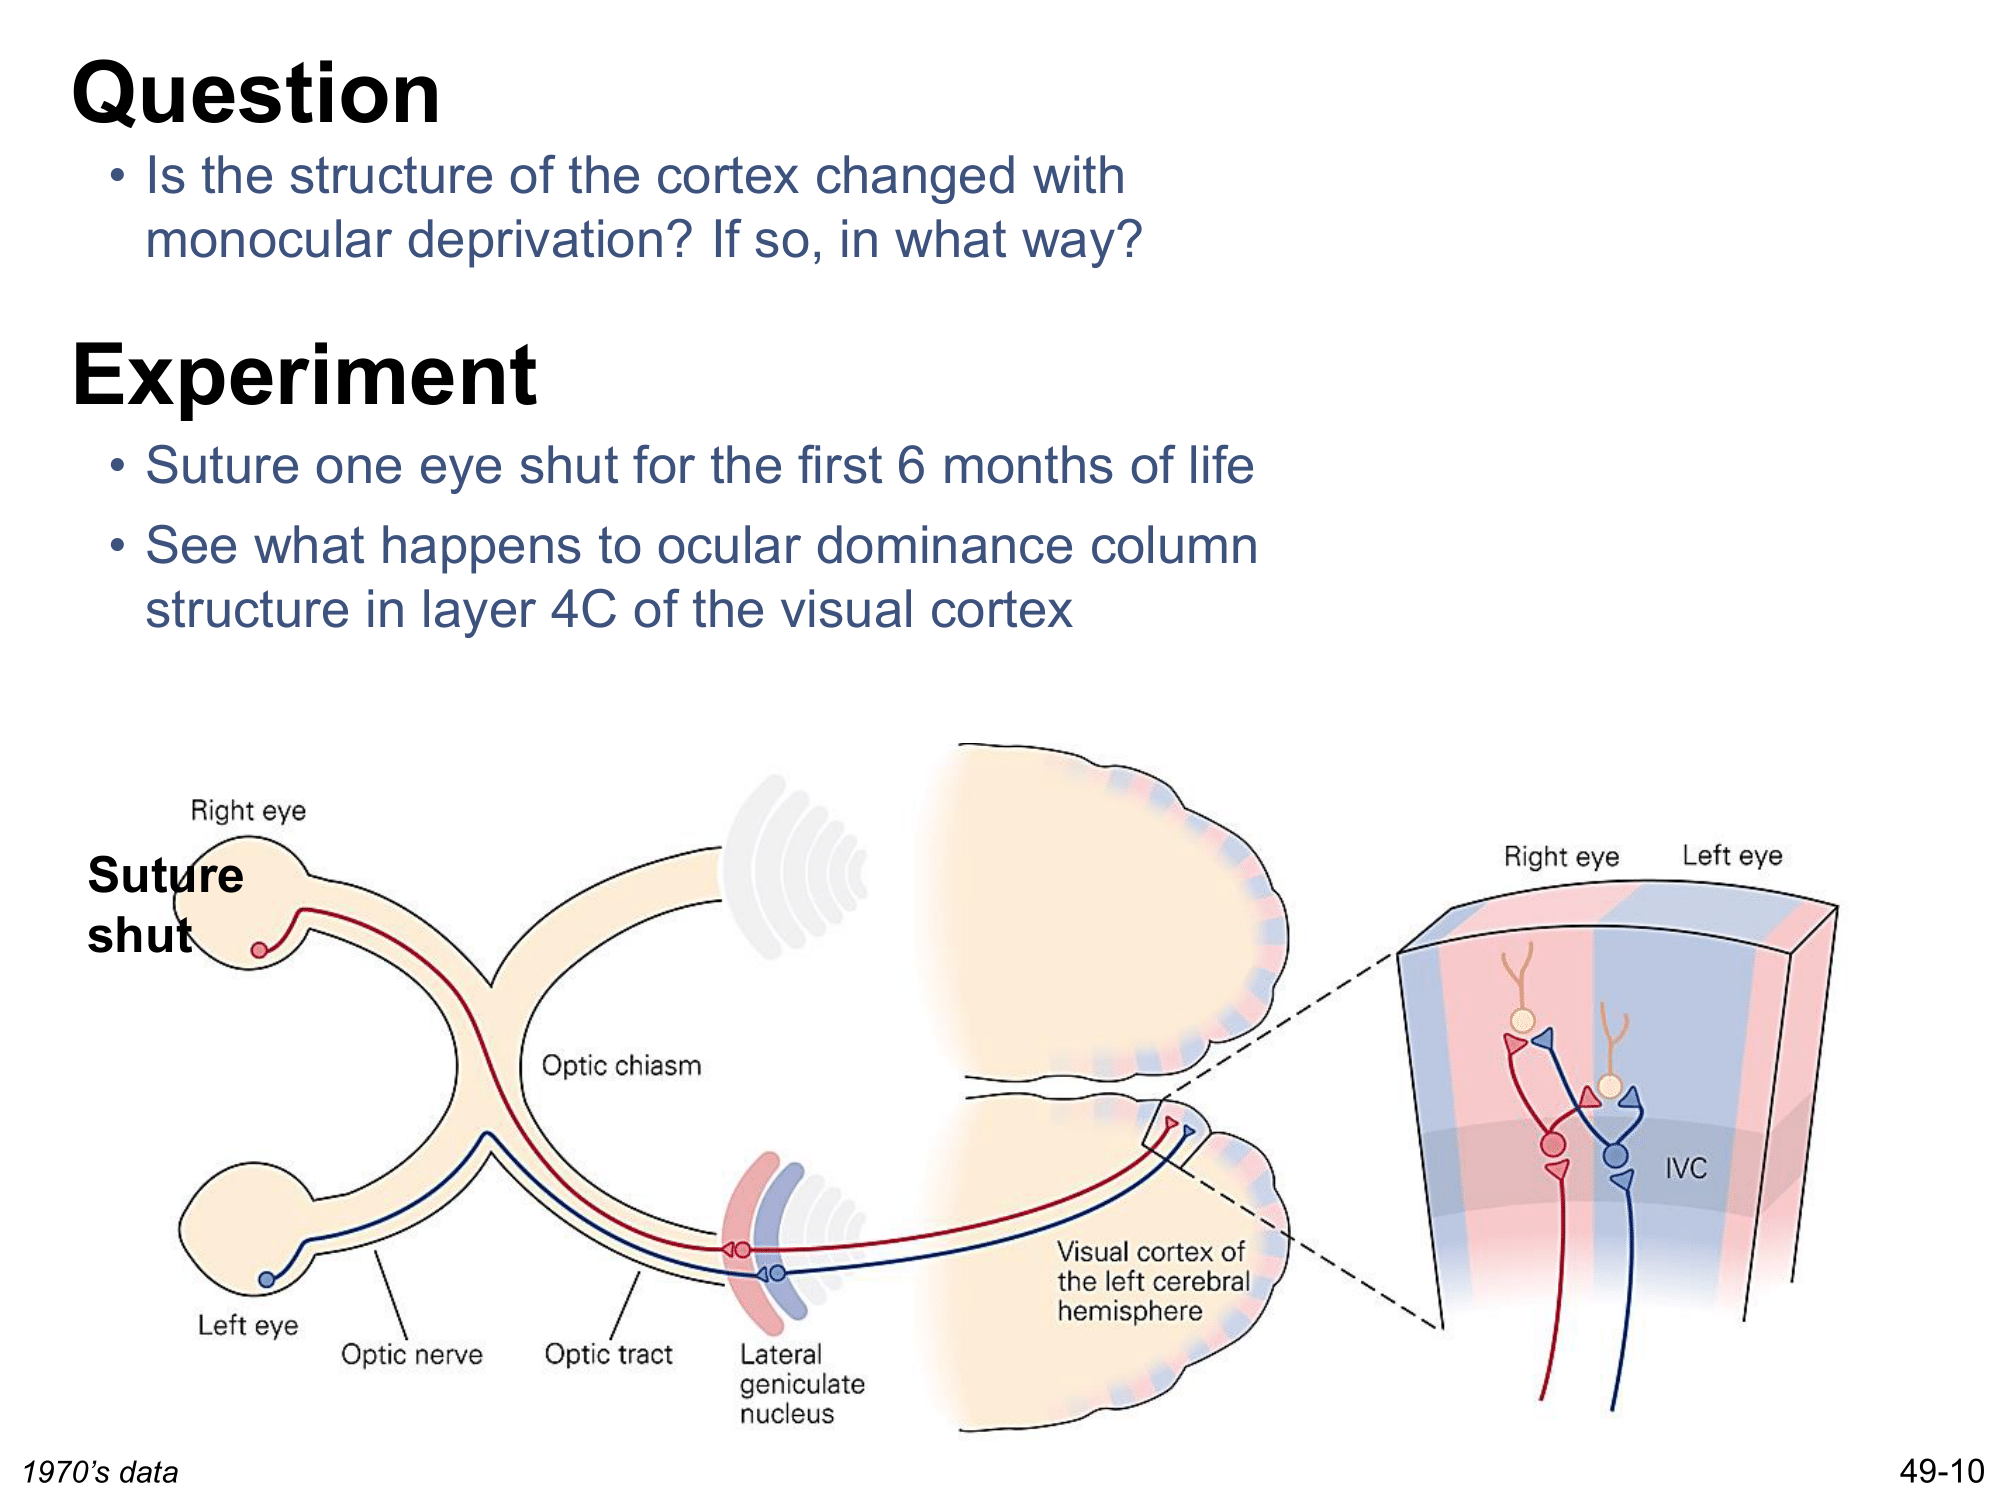 Question
• Is the structure of the cortex changed with
monocular deprivation? If so, in what way?
Experiment
• Suture one eye shut for the first 6 months of life
• See what happens to ocular dominance column
structure in layer 4C of the visual cortex
Right eye
Suture
shut
Optic chiasm
Left eye
Optic nerve
Optic tract
Lateral
geniculate
nucleus
Visual cortex of
the left cerebral
hemisphere
Right eye
Left eye
IVC
1970’s data
49-10